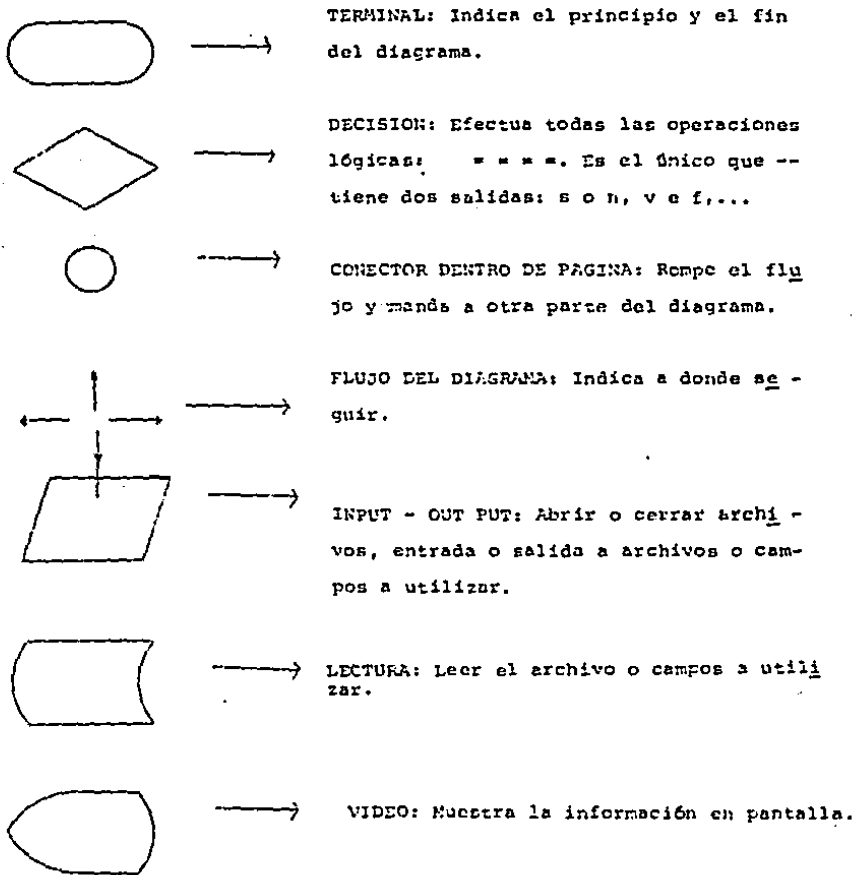 TERMINAL: Indica el principio y el fin
del diagrama.
DECISION: Efectua todas las operaciones
lógicas: = = = =. Es el único que --
tiene dos salidas: s o n, v o f,...
CONECTOR DENTRO DE PAGINA: Rompe el flu
jo y manda a otra parte del diagrama.
FLUJO DEL DIAGRAMA: Indica a donde se -
guir.
INPUT - OUT PUT: Abrir o cerrar archi -
vos, entrada o salida a archivos o cam-
pos a utilizar.
LECTURA: Leer el archivo o campos a utili
zar.
VIDEO: Muestra la información en pantalla.